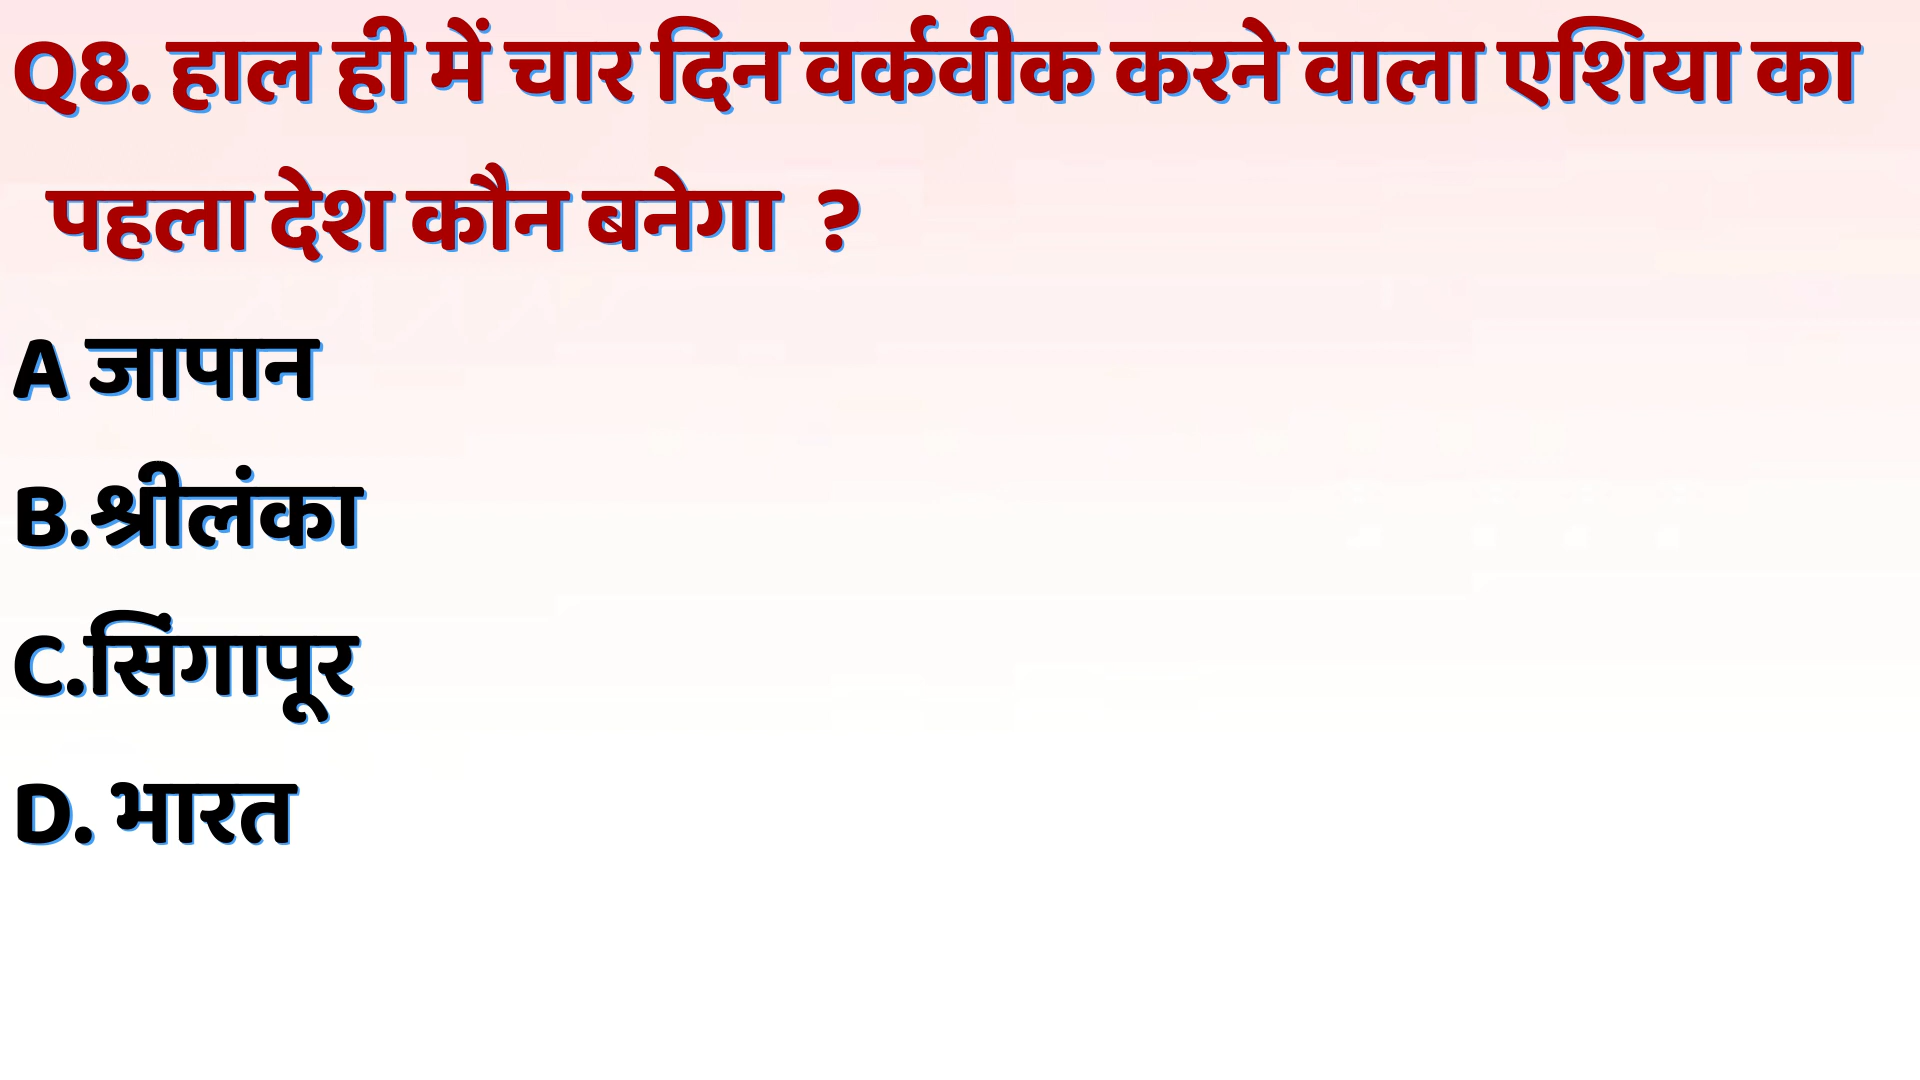 Q8. हाल ही में चार दिन वर्कवीक करने वाला एशिया का
पहला देश कौन बनेगा ?
A जापान
B.श्रीलंका
C.सिंगापूर
D. भारत